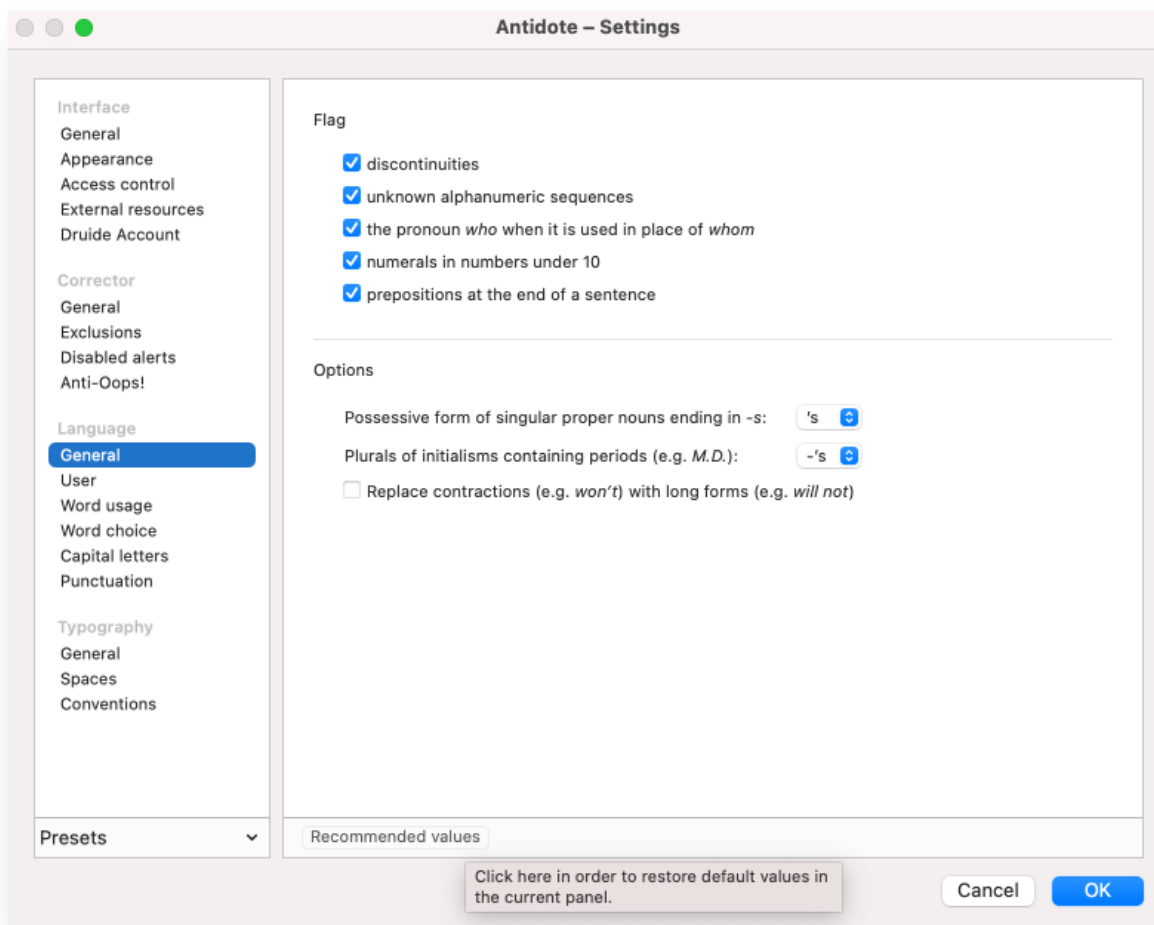 Antidote – Settings
Interface
General
Appearance
Access control
External resources
Druide Account
Corrector
General
Exclusions
Disabled alerts
Anti-Oops!
Language
General
User
Word usage
Word choice
Capital letters
Punctuation
Typography
General
Spaces
Conventions
Presets
Flag
discontinuities
unknown alphanumeric sequences
the pronoun who when it is used in place of whom
numerals in numbers under 10
prepositions at the end of a sentence
Options
Possessive form of singular proper nouns ending in -s: 's
Plurals of initialisms containing periods (e.g. M.D.): -'s
Replace contractions (e.g. won't) with long forms (e.g. will not)
Recommended values
Click here in order to restore default values in
the current panel.
Cancel OK